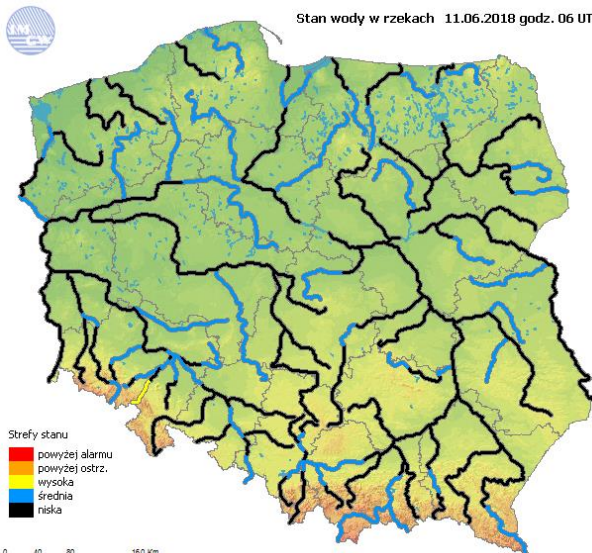 Stan wody w rzekach 11.06.2018 godz. 06 UT
Strefy stanu
powyżej alarmu
powyżej ostrz.
wysoka
średnia
niska
0 40 80 160 Km